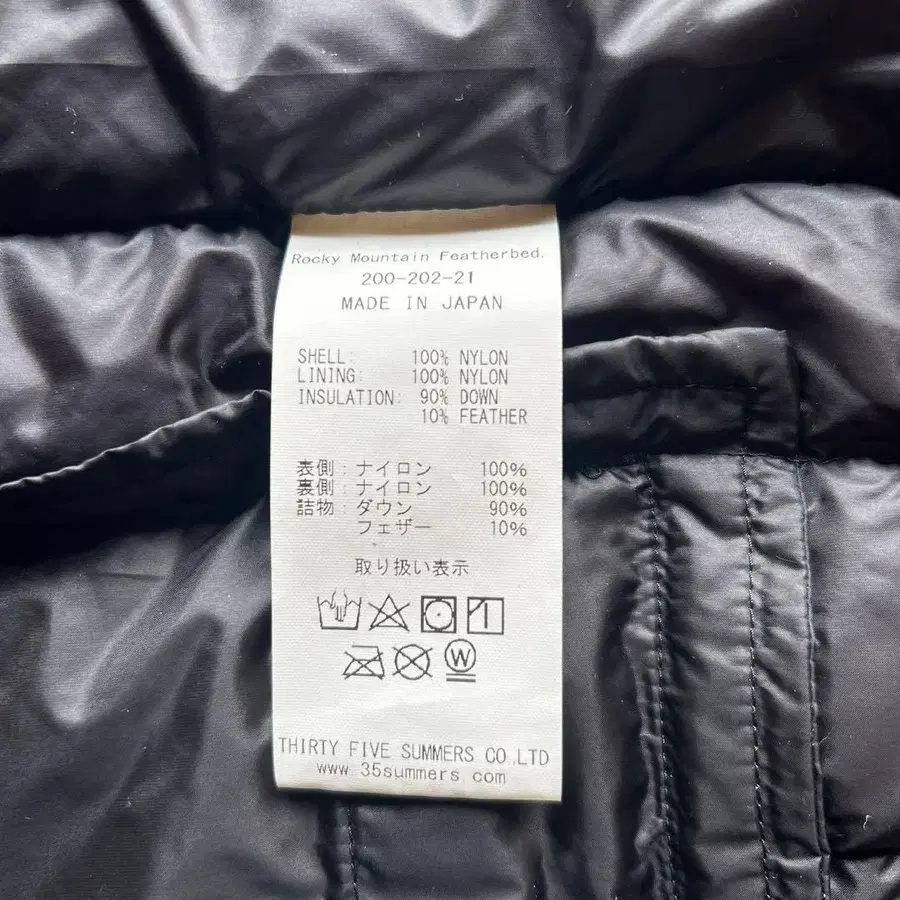 Rocky Mountain Featherbed.
200-202-21
MADE IN JAPAN
SHELL: 100% NYLON
LINING: 100% NYLON
INSULATION: 90% DOWN
10% FEATHER
表側:ナイロン 100%
裏側:ナイロン 100%
詰物:ダウン 90%
フェザー 10%
取り扱い表示
W
THIRTY FIVE SUMMERS CO.,LTD
www.35summers.com